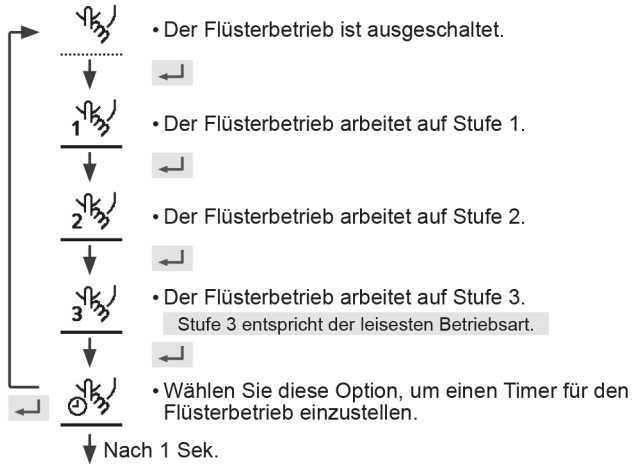 • Der Flüsterbetrieb ist ausgeschaltet.
1
• Der Flüsterbetrieb arbeitet auf Stufe 1.
2
• Der Flüsterbetrieb arbeitet auf Stufe 2.
3
• Der Flüsterbetrieb arbeitet auf Stufe 3.
Stufe 3 entspricht der leisesten Betriebsart.
• Wählen Sie diese Option, um einen Timer für den
Flüsterbetrieb einzustellen.
Nach 1 Sek.